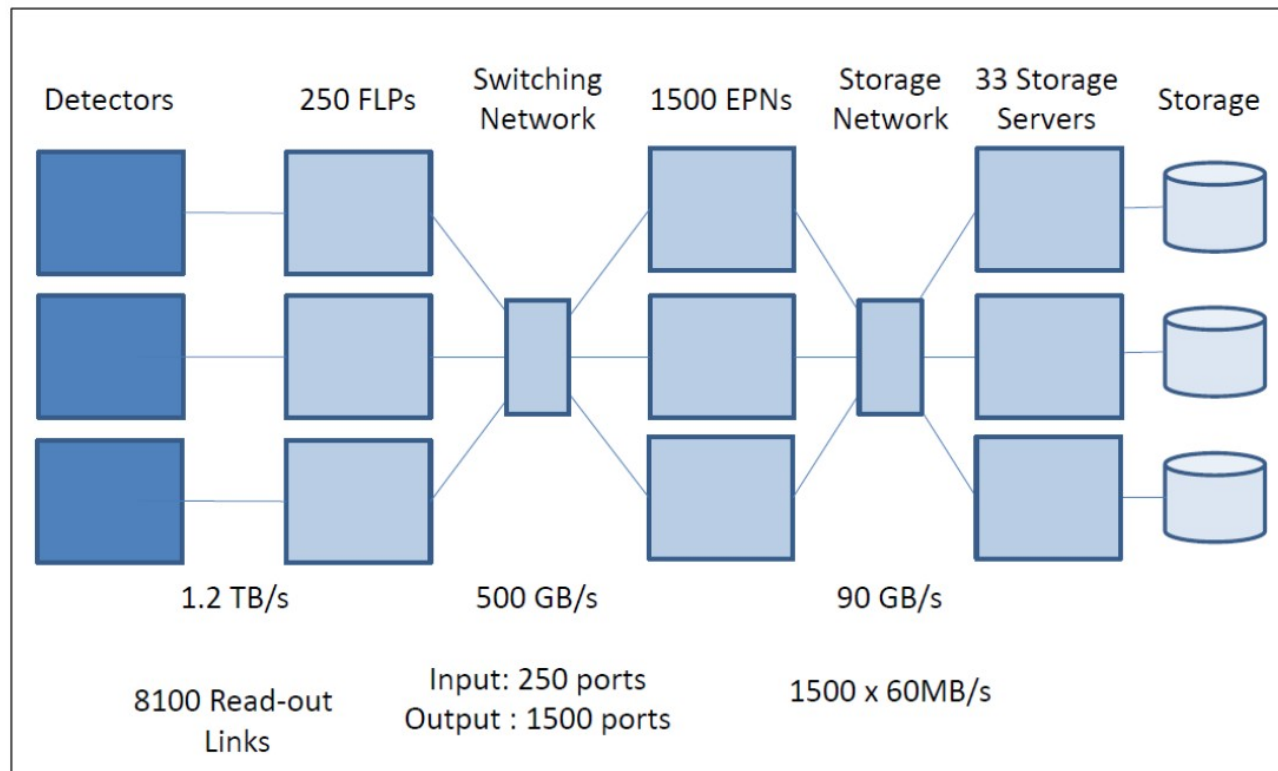 Detectors
250 FLPs
Switching
Network
1500 EPNs
Storage
Network
33 Storage
Servers
Storage
1.2 TB/s
500 GB/s
90 GB/s
8100 Read-out
Links
Input: 250 ports
Output : 1500 ports
1500 x 60MB/s